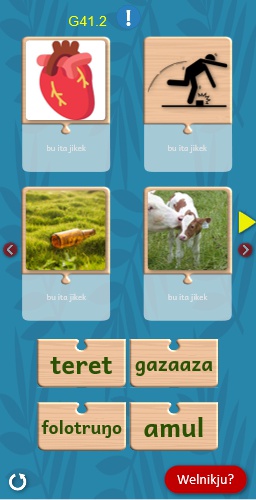 G41.2
!
bu ita jikek
bu ita jikek
bu ita jikek
bu ita jikek
teret
gazaaza
folotruŋo
amul
Welnikju?